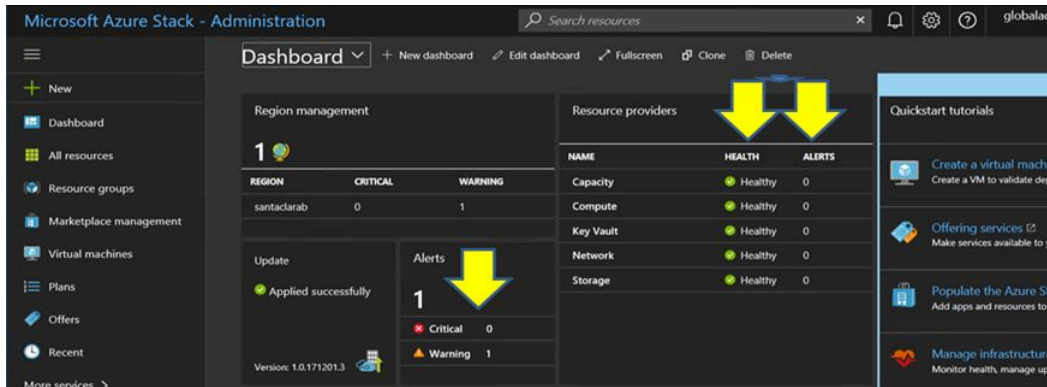 Microsoft Azure Stack - Administration
Search resources
Dashboard
New dashboard
Edit dashboard
Fullscreen
Clone
Delete
New
Dashboard
All resources
Resource groups
Marketplace management
Virtual machines
Plans
Offers
Recent
More services
Region management
1
REGION CRITICAL WARNING
santaclarab 0 1
Update
Applied successfully
Version: 1.0.171201.3
Alerts
1
Critical 0
Warning 1
Resource providers
NAME HEALTH ALERTS
Capacity Healthy 0
Compute Healthy 0
Key Vault Healthy 0
Network Healthy 0
Storage Healthy 0
Quickstart tutorials
Create a virtual
Create a VM to validate
Offering services
Make services available to
Populate the Azure
Add apps and resources to
Manage
Monitor health, manage